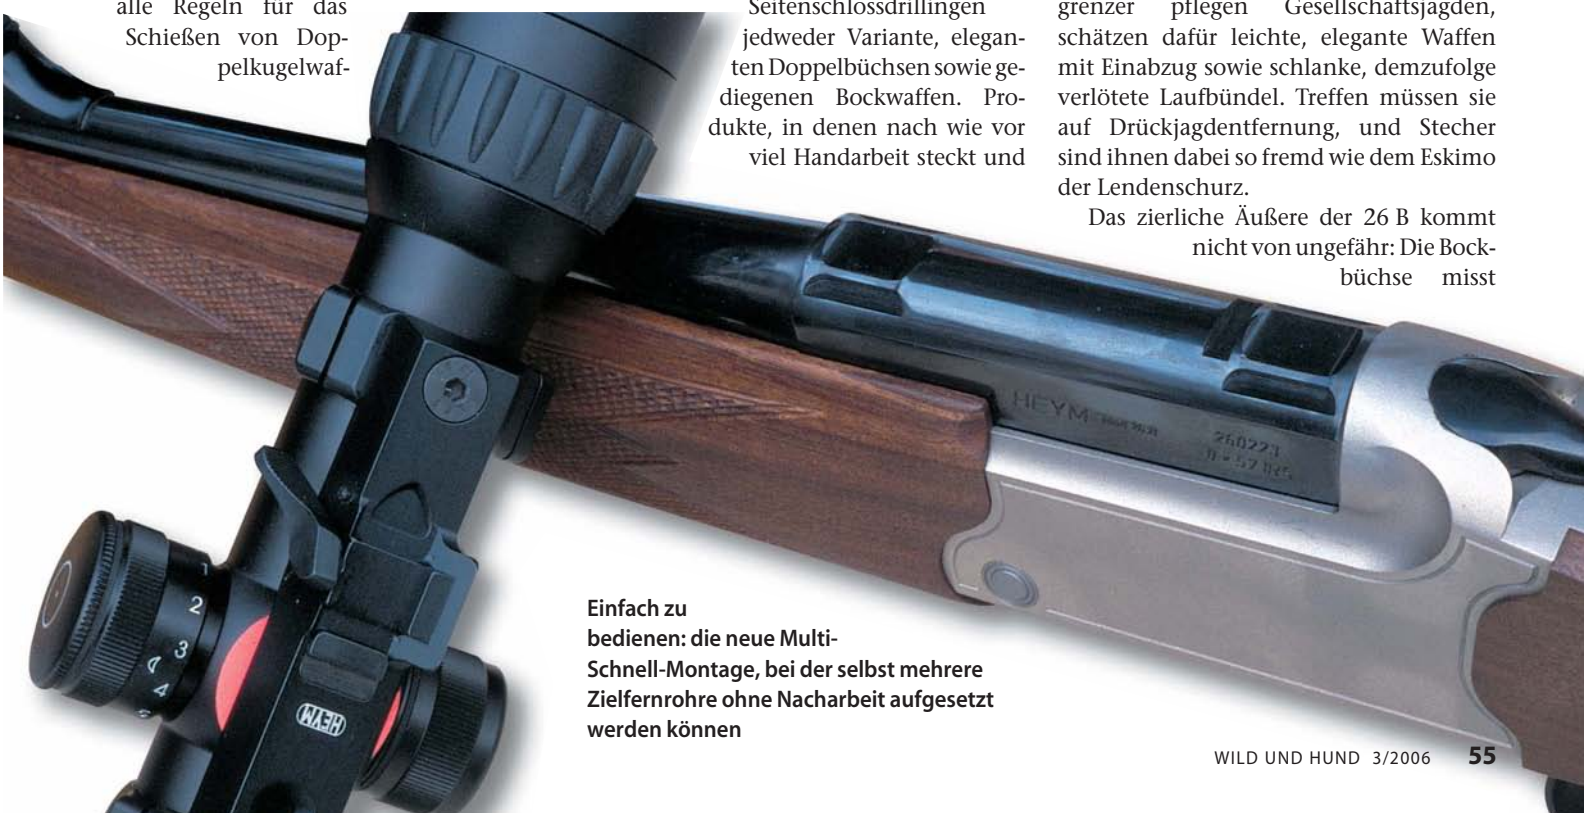 alle Regeln für das
Schießen von Dop-
pelkugelwaf-
Seitenschlossdrillingen
jedweder Variante, elegan-
ten Doppelbüchsen sowie ge-
diegenen Bockwaffen. Pro-
dukte, in denen nach wie vor
viel Handarbeit steckt und
grenzer pflegen Gesellschaftsjagden,
schätzen dafür leichte, elegante Waffen
mit Einabzug sowie schlanke, demzufolge
verlötete Laufbündel. Treffen müssen sie
auf Drückjagdentfernung, und Stecher
sind ihnen dabei so fremd wie dem Eskimo
der Lendenschurz.
Das zierliche Äußere der 26 B kommt
nicht von ungefähr: Die Bock-
büchse misst
HEYM
260223
1
2
3
4
HEYM
Einfach zu
bedienen: die neue Multi-
Schnell-Montage, bei der selbst mehrere
Zielfernrohre ohne Nacharbeit aufgesetzt
werden können
WILD UND HUND 3/2006 55